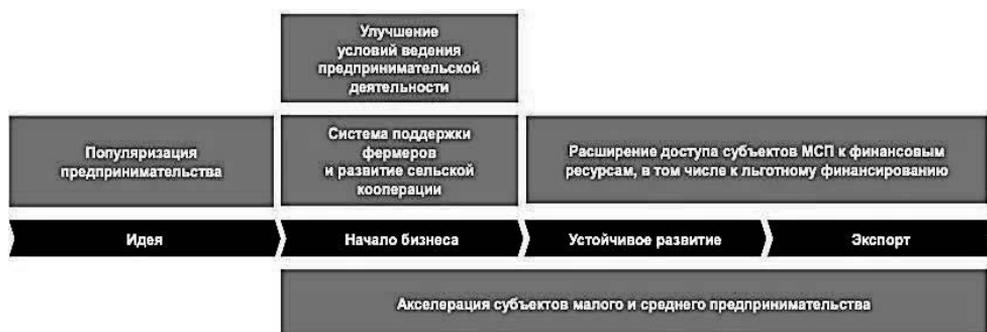 Улучшение
условий ведения
предпринимательской
деятельности
Популяризация
предпринимательства
Система поддержки
фермеров
и развитие сельской
кооперации
Расширение доступа субъектов МСП к финансовым
ресурсам, в том числе к льготному финансированию
Идея
Начало бизнеса
Устойчивое развитие
Экспорт
Акселерация субъектов малого и среднего предпринимательства